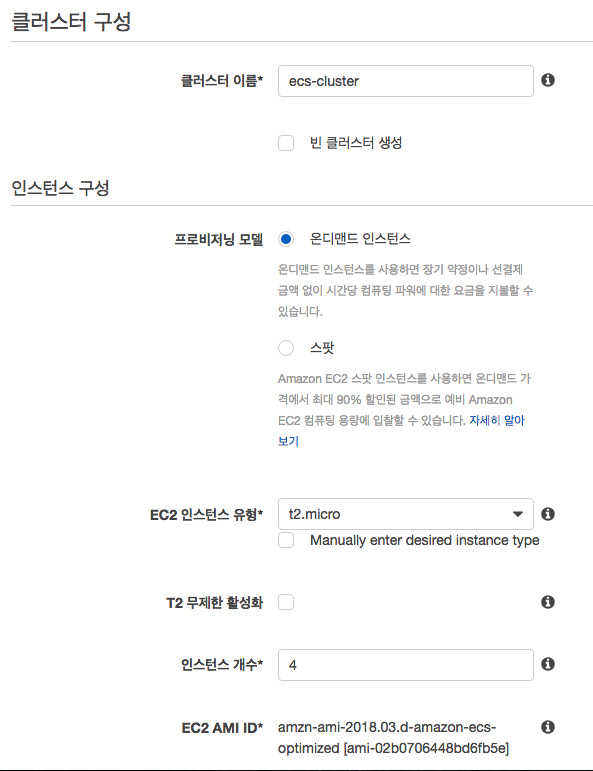 클러스터 구성
클러스터 이름* ecs-cluster
빈 클러스터 생성
인스턴스 구성
프로비저닝 모델 온디맨드 인스턴스
온디맨드 인스턴스를 사용하면 장기 약정이나 선결제
금액 없이 시간당 컴퓨팅 파워에 대한 요금을 지불할 수
있습니다.
스팟
Amazon EC2 스팟 인스턴스를 사용하면 온디맨드 가
격에서 최대 90% 할인된 금액으로 예비 Amazon
EC2 컴퓨팅 용량에 입찰할 수 있습니다. 자세히 알아
보기
EC2 인스턴스 유형* t2.micro
Manually enter desired instance type
T2 무제한 활성화
인스턴스 개수* 4
EC2 AMI ID* amzn-ami-2018.03.d-amazon-ecs-
optimized [ami-02b0706448bd6fb5e]